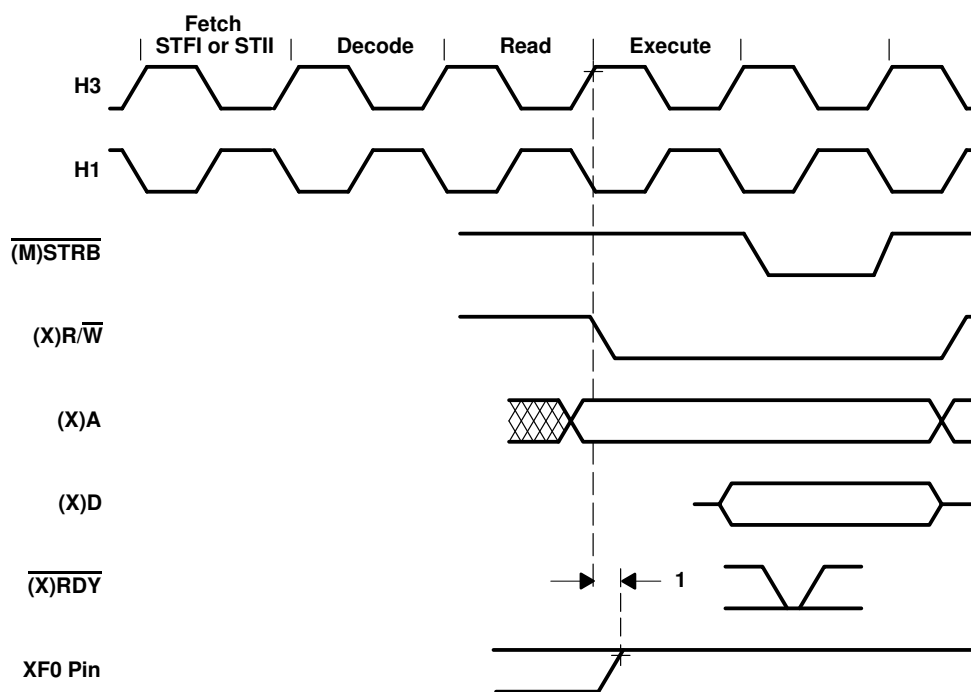 Fetch
STFI or STII Decode Read Execute
H3
H1
(M)STRB
(X)R/W
(X)A
(X)D
(X)RDY
1
XF0 Pin